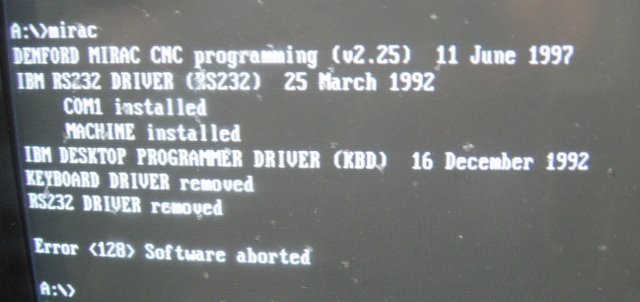 A:\>mirac
DENFORD MIRAC CNC programming (v2.25) 11 June 1997
IBM RS232 DRIVER (RS232) 25 March 1992
COM1 installed
MACHINE installed
IBM DESKTOP PROGRAMMER DRIVER (KBD) 16 December 1992
KEYBOARD DRIVER removed
RS232 DRIVER removed
Error <128> Software aborted
A:\>